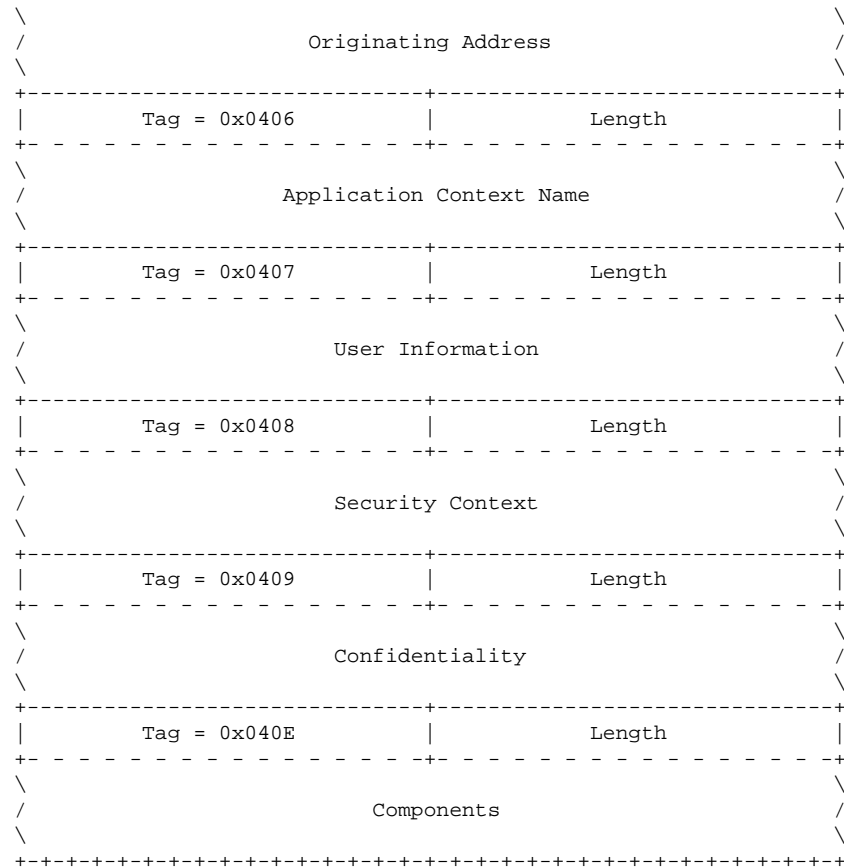 \ \
/ Originating Address /
\ \
+-------------------------------+-------------------------------+
| Tag = 0x0406 | Length |
+- - - - - - - - - - - - - - - -+- - - - - - - - - - - - - - - -+
\ \
/ Application Context Name /
\ \
+-------------------------------+-------------------------------+
| Tag = 0x0407 | Length |
+- - - - - - - - - - - - - - - -+- - - - - - - - - - - - - - - -+
\ \
/ User Information /
\ \
+-------------------------------+-------------------------------+
| Tag = 0x0408 | Length |
+- - - - - - - - - - - - - - - -+- - - - - - - - - - - - - - - -+
\ \
/ Security Context /
\ \
+-------------------------------+-------------------------------+
| Tag = 0x0409 | Length |
+- - - - - - - - - - - - - - - -+- - - - - - - - - - - - - - - -+
\ \
/ Confidentiality /
\ \
+-------------------------------+-------------------------------+
| Tag = 0x040E | Length |
+- - - - - - - - - - - - - - - -+- - - - - - - - - - - - - - - -+
\ \
/ Components /
\ \
+-+-+-+-+-+-+-+-+-+-+-+-+-+-+-+-+-+-+-+-+-+-+-+-+-+-+-+-+-+-+-+-+